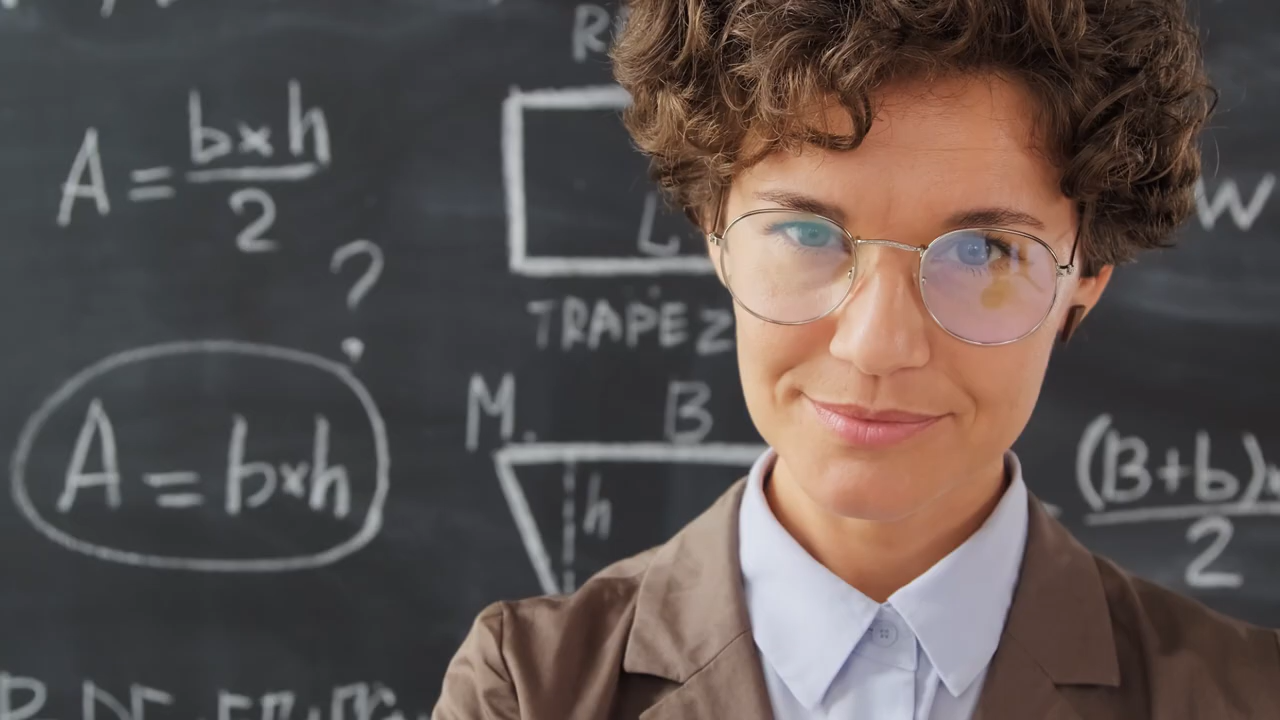 A = b×h
2
?
A = b×h
L
TRAPEZ
M. B
h
(B+b)
2
W